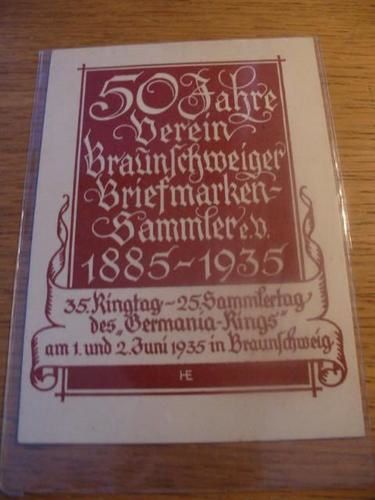 50 Jahre
Verein
Braunſchweiger
Briefmarken-
Sammler e.V.
1885-1935
35. Ringtag - 25. Sammlertag
des „Germania-Rings"
am 1. und 2. Juni 1935 in Braunſchweig
HE